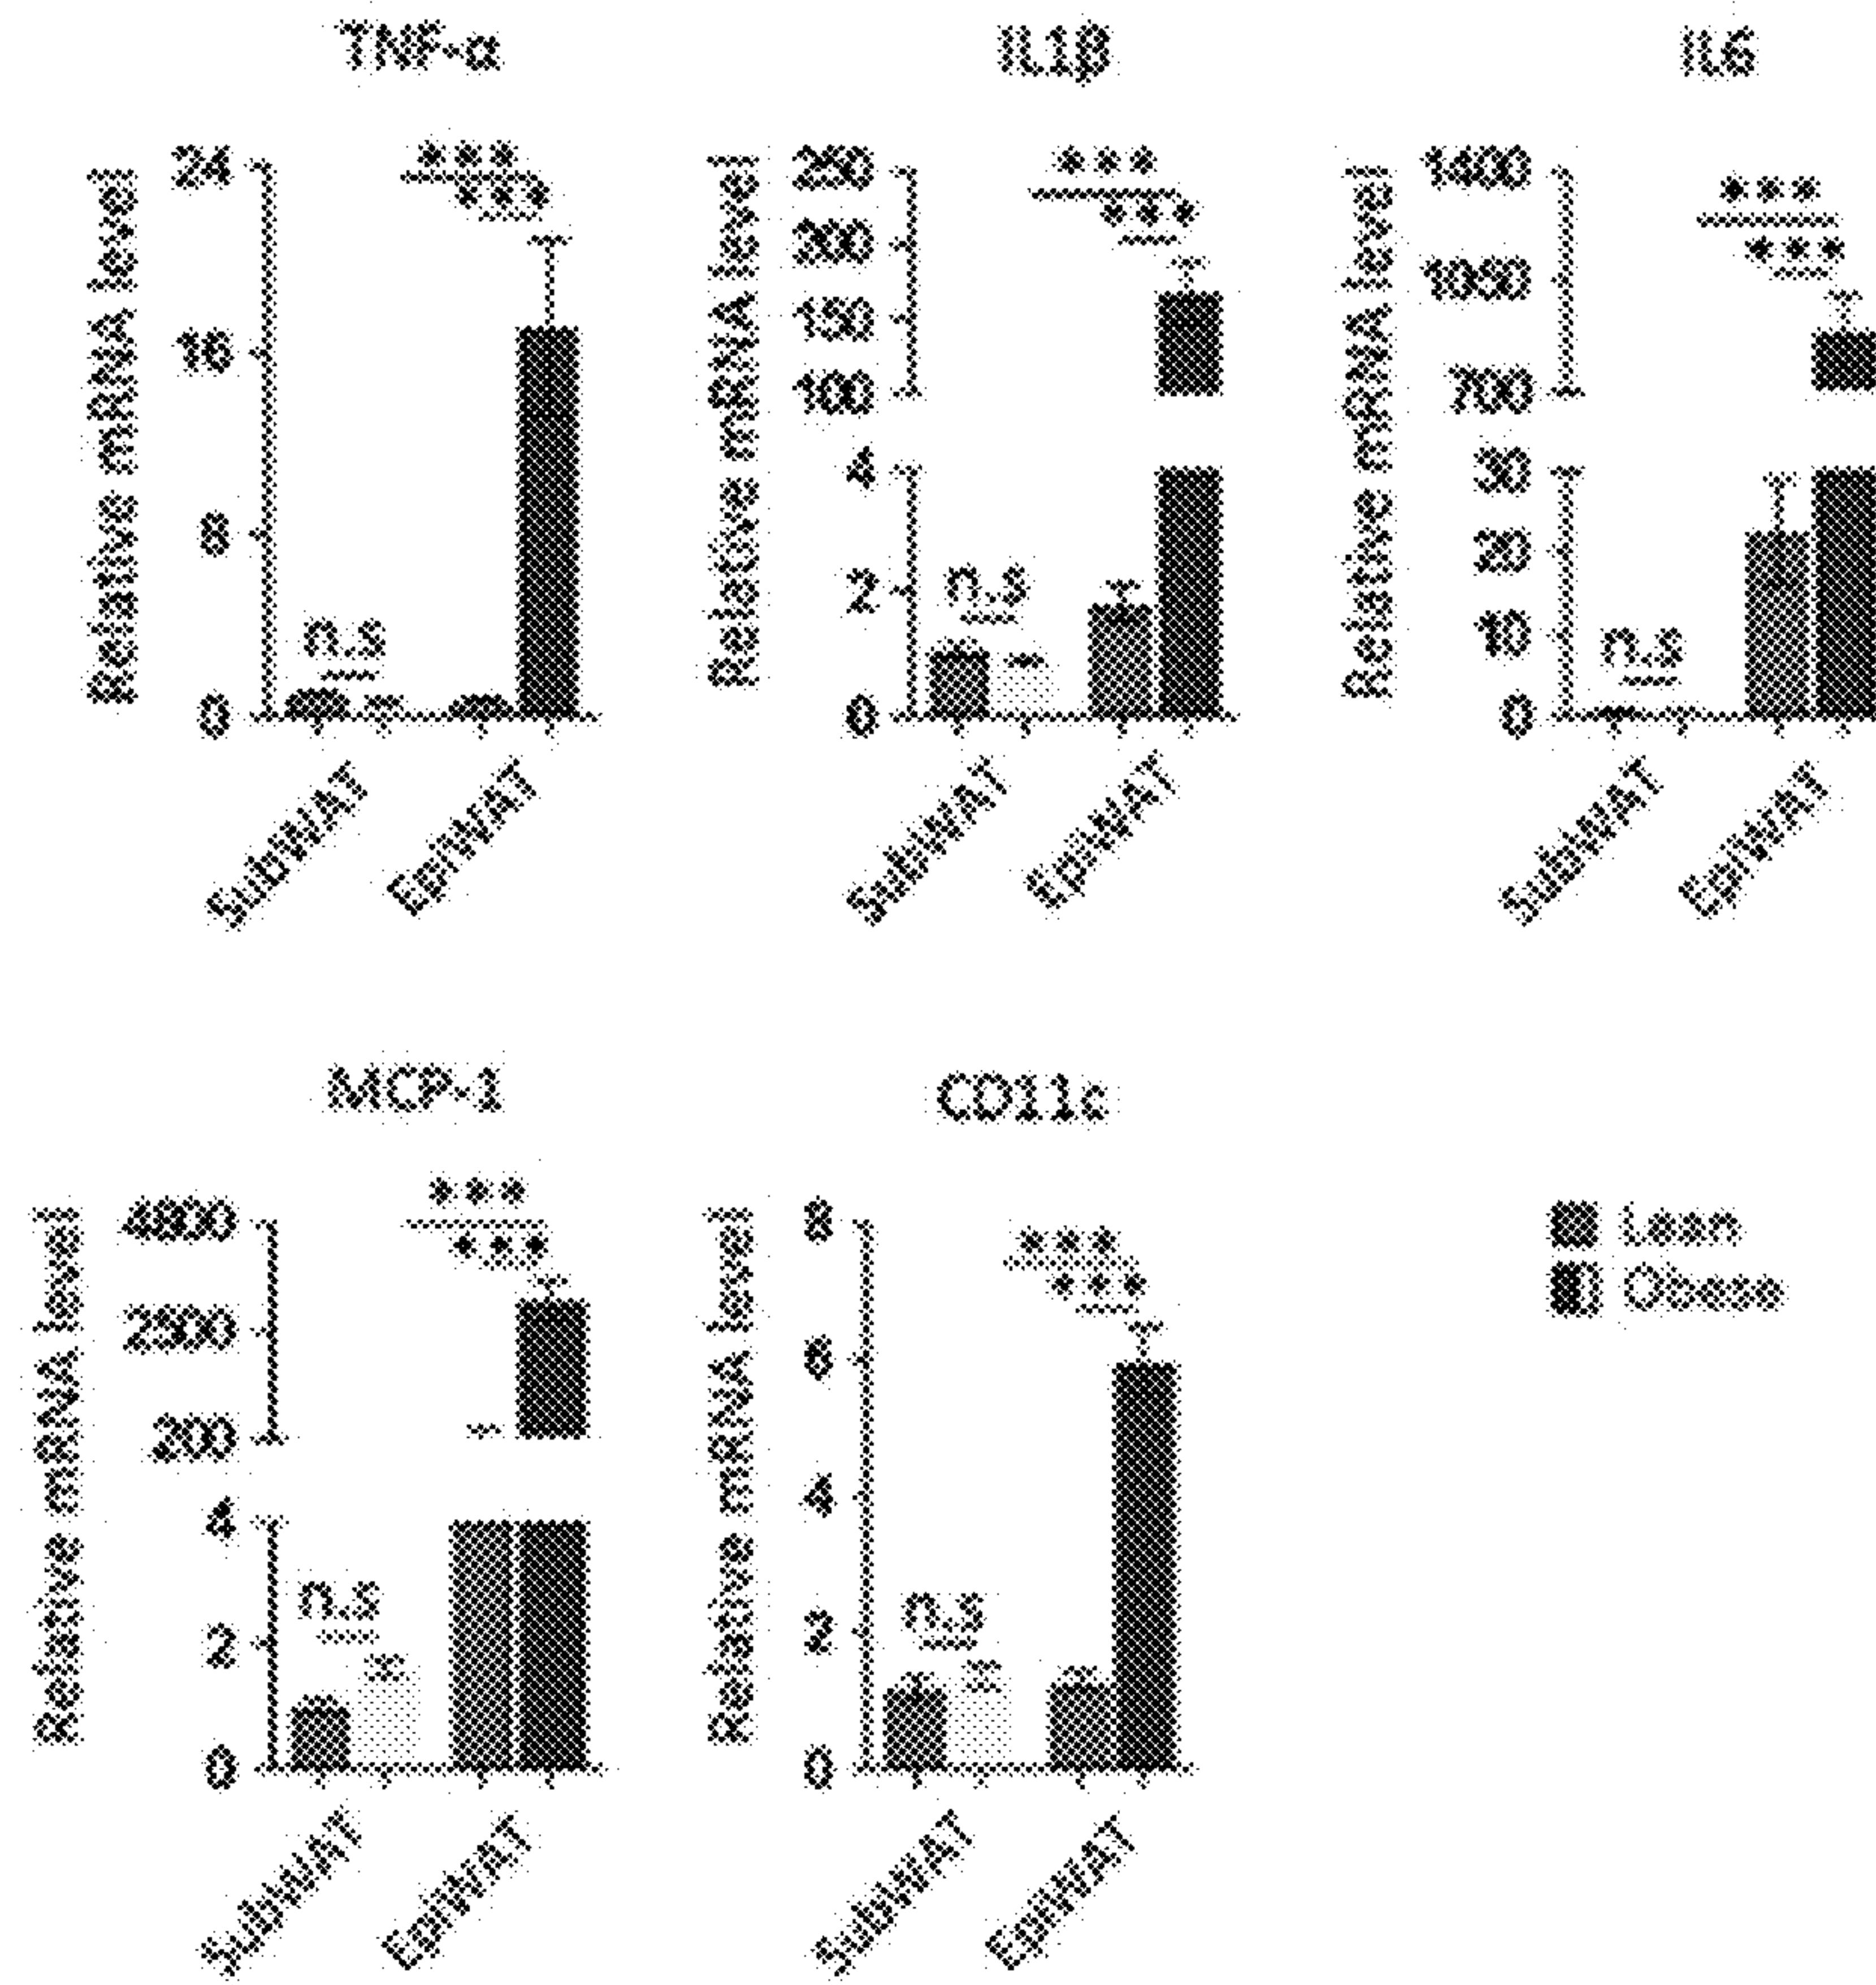 TNF-α
Relative mRNA level
24
16
8
0
***
***
n.s
SubWAT
EpiWAT
IL1β
Relative mRNA level
250
200
150
100
4
2
0
***
***
n.s
SubWAT
EpiWAT
IL6
Relative mRNA level
1400
1050
700
30
20
10
0
***
***
n.s
SubWAT
EpiWAT
MCP-1
Relative mRNA level
4800
2500
200
4
2
0
***
***
n.s
SubWAT
EpiWAT
CD11c
Relative mRNA level
8
6
4
2
0
***
***
n.s
SubWAT
EpiWAT
Lean
Obese